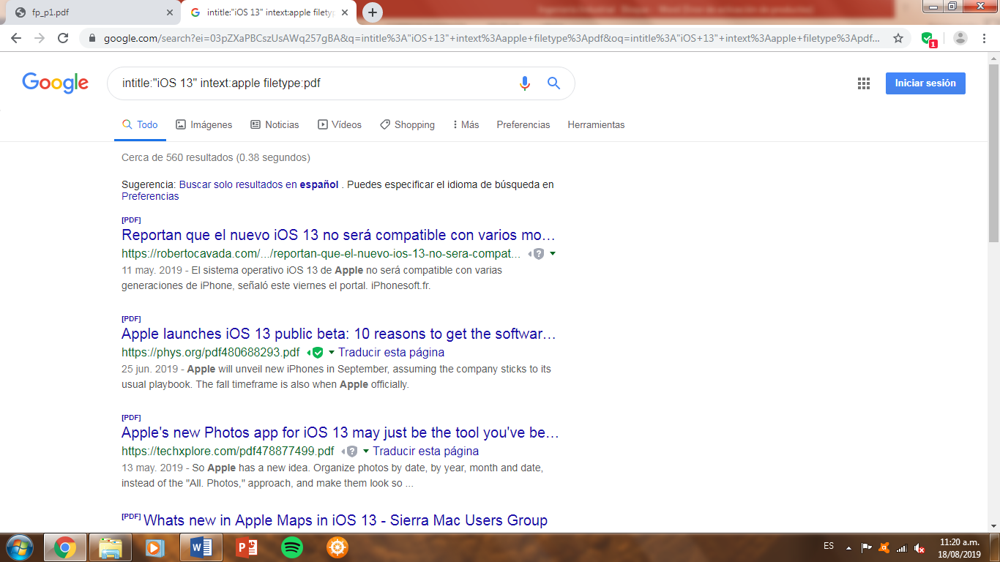 fp_p1.pdf
intitle:"iOS 13" intext:apple filetyp
google.com/search?ei=03pZXaPBCszUsAWq257gBA&q=intitle%3A"iOS+13"+intext%3Aapple+filetype%3Apdf&oq=intitle%3A"iOS+13"+intext%3Aapple+filetype%3Apdf...
1
Google
intitle:"iOS 13" intext:apple filetype:pdf
Iniciar sesión
Todo Imágenes Noticias Vídeos Shopping Más Preferencias Herramientas
Cerca de 560 resultados (0.38 segundos)
Sugerencia: Buscar solo resultados en español . Puedes especificar el idioma de búsqueda en
Preferencias
[PDF]
Reportan que el nuevo iOS 13 no será compatible con varios mo...
https://robertocavada.com/.../reportan-que-el-nuevo-ios-13-no-sera-compat...
11 may. 2019 - El sistema operativo iOS 13 de Apple no será compatible con varias
generaciones de iPhone, señaló este viernes el portal. iPhonesoft.fr.
[PDF]
Apple launches iOS 13 public beta: 10 reasons to get the softwar...
https://phys.org/pdf480688293.pdf Traducir esta página
25 jun. 2019 - Apple will unveil new iPhones in September, assuming the company sticks to its
usual playbook. The fall timeframe is also when Apple officially.
[PDF]
Apple's new Photos app for iOS 13 may just be the tool you've be...
https://techxplore.com/pdf478877499.pdf Traducir esta página
13 may. 2019 - So Apple has a new idea. Organize photos by date, by year, month and date,
instead of the "All. Photos," approach, and make them look so ...
[PDF] Whats new in Apple Maps in iOS 13 - Sierra Mac Users Group
ES
11:20 a.m.
18/08/2019